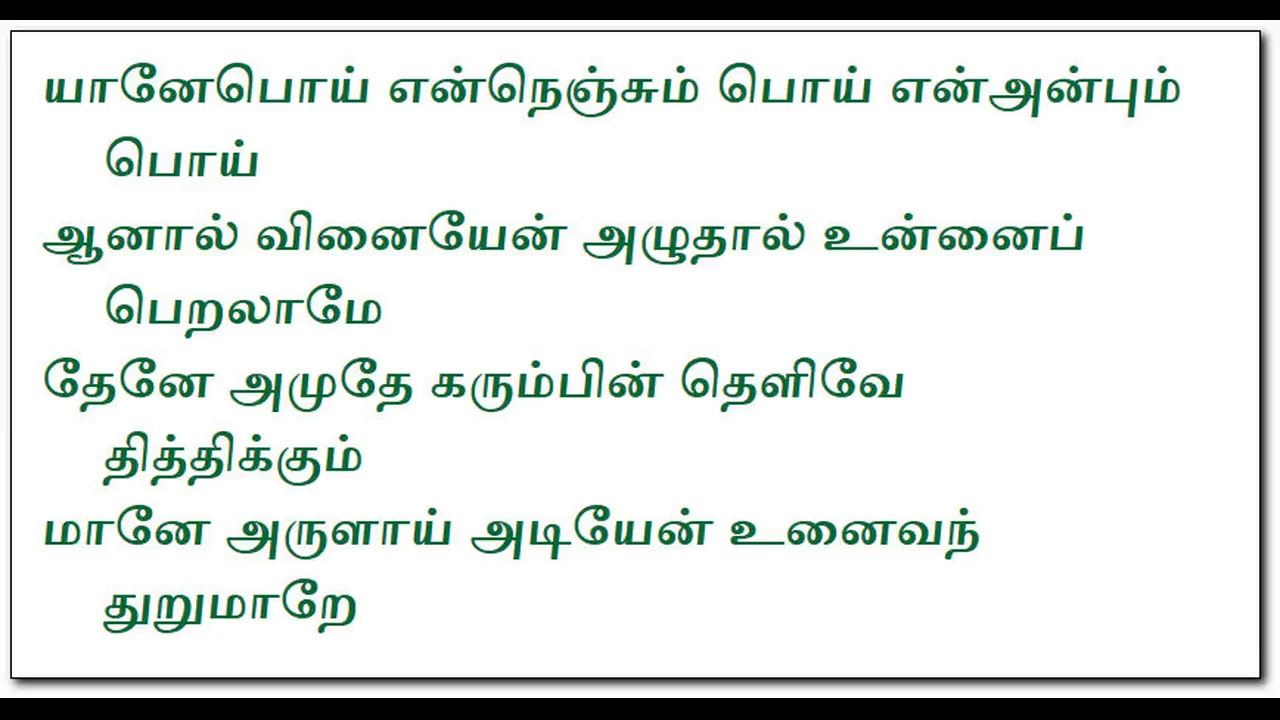 யானேபொய் என்நெஞ்சும் பொய் என்அன்பும்
பொய்
ஆனால் வினையேன் அழுதால் உன்னைப்
பெறலாமே
தேனே அமுதே கரும்பின் தெளிவே
தித்திக்கும்
மானே அருளாய் அடியேன் உனைவந்
துறுமாறே